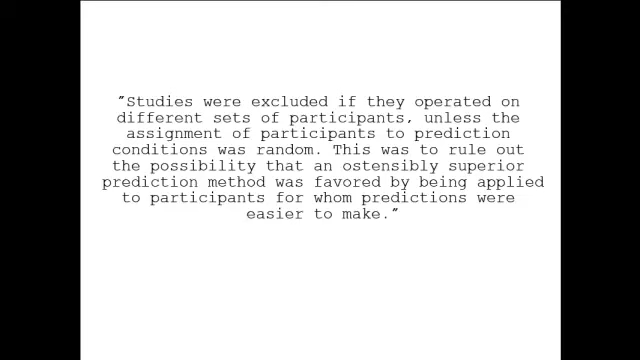 "Studies were excluded if they operated on
different sets of participants, unless the
assignment of participants to prediction
conditions was random. This was to rule out
the possibility that an ostensibly superior
prediction method was favored by being applied
to participants for whom predictions were
easier to make."